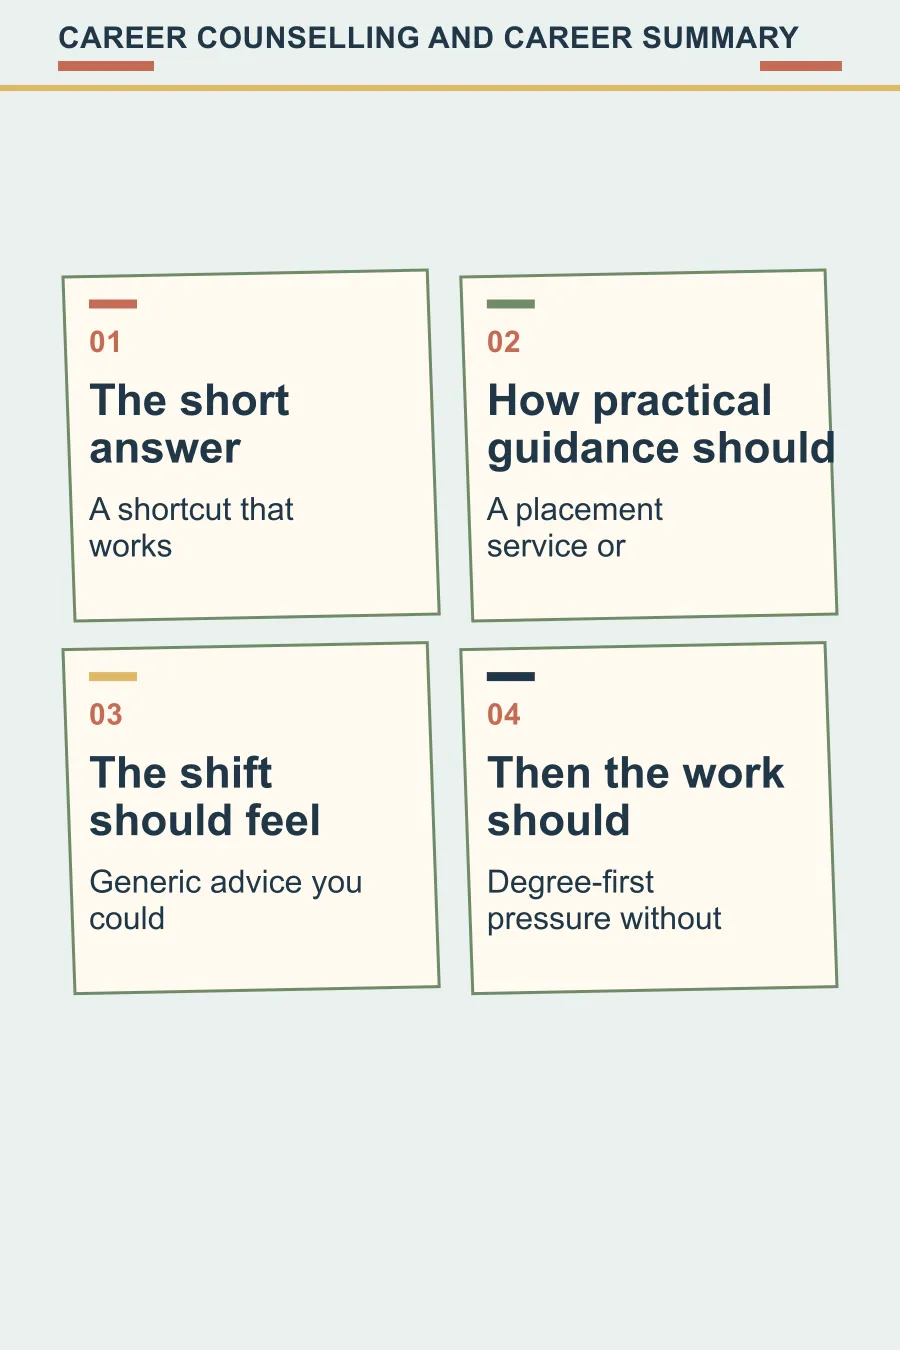 CAREER COUNSELLING AND CAREER SUMMARY
01
The short
answer
A shortcut that
works
02
How practical
guidance should
A placement
service or
03
The shift
should feel
Generic advice you
could
04
Then the work
should
Degree-first
pressure without